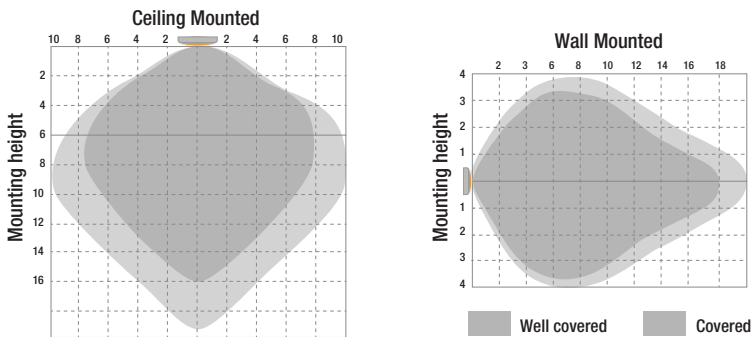 Ceiling Mounted
10 8 6 4 2 2 4 6 8 10
Mounting height
2
4
6
8
10
12
14
16
Wall Mounted
2 3 6 8 10 12 14 16 18
Mounting height
4
3
2
1
0
1
2
3
4
Well covered
Covered